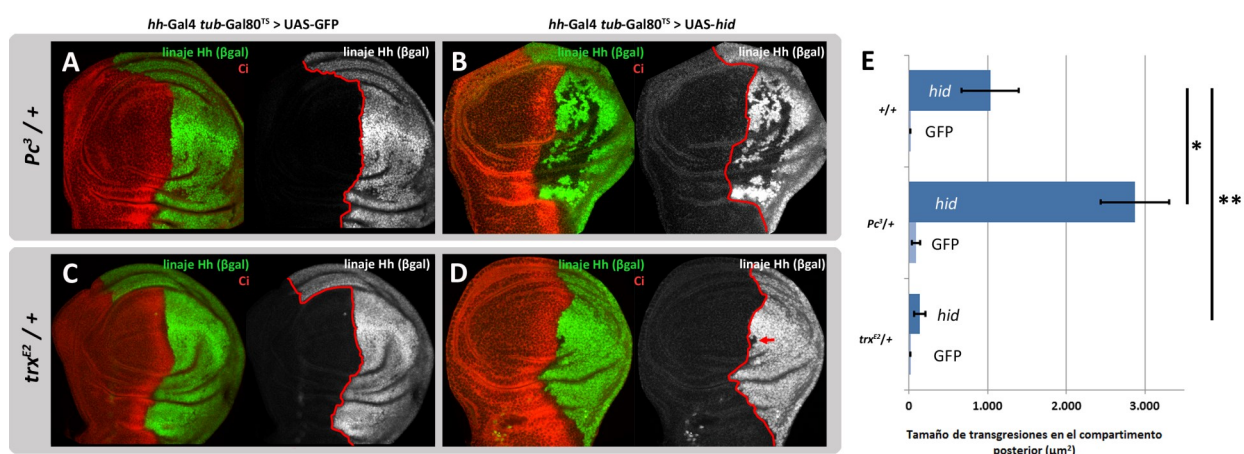 hh-Gal4 tub-Gal80ᵀˢ > UAS-GFP
hh-Gal4 tub-Gal80ᵀˢ > UAS-hid
Pc³ / +
trxᴱ² / +
A
linaje Hh (βgal)
Ci
linaje Hh (βgal)
B
linaje Hh (βgal)
Ci
linaje Hh (βgal)
C
linaje Hh (βgal)
Ci
linaje Hh (βgal)
D
linaje Hh (βgal)
Ci
linaje Hh (βgal)
E
+/+
hid
GFP
Pc³/+
hid
GFP
trxᴱ²/+
hid
GFP
*
**
0
1.000
2.000
3.000
Tamaño de transgresiones en el compartimento
posterior (µm²)